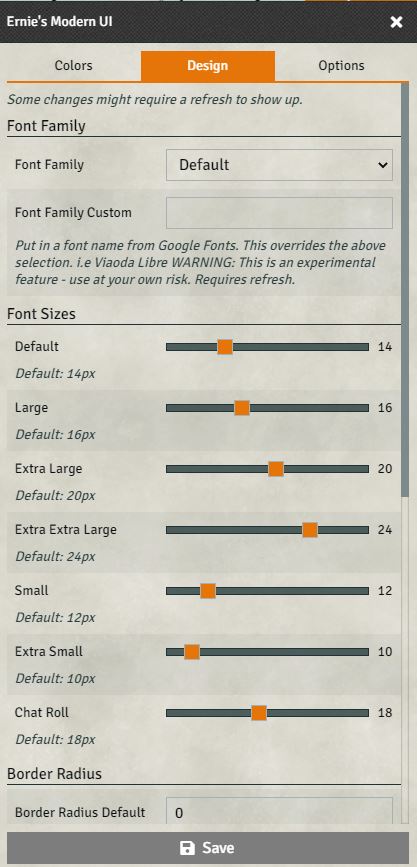 Ernie's Modern UI
Colors Design Options
Some changes might require a refresh to show up.
Font Family
Font Family Default
Font Family Custom
Put in a font name from Google Fonts. This overrides the above
selection. i.e Viaoda Libre WARNING: This is an experimental
feature - use at your own risk. Requires refresh.
Font Sizes
Default 14
Default: 14px
Large 16
Default: 16px
Extra Large 20
Default: 20px
Extra Extra Large 24
Default: 24px
Small 12
Default: 12px
Extra Small 10
Default: 10px
Chat Roll 18
Default: 18px
Border Radius
Border Radius Default 0
Save